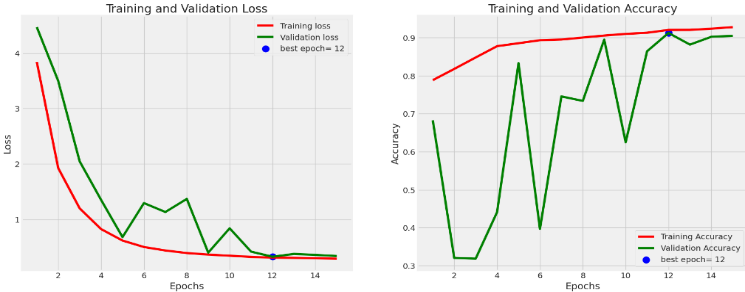 Training and Validation Loss
Training loss
Validation loss
best epoch= 12
4
3
2
1
Loss
2 4 6 8 10 12 14
Epochs
Training and Validation Accuracy
0.9
0.8
0.7
0.6
0.5
0.4
0.3
Accuracy
Training Accuracy
Validation Accuracy
best epoch= 12
2 4 6 8 10 12 14
Epochs